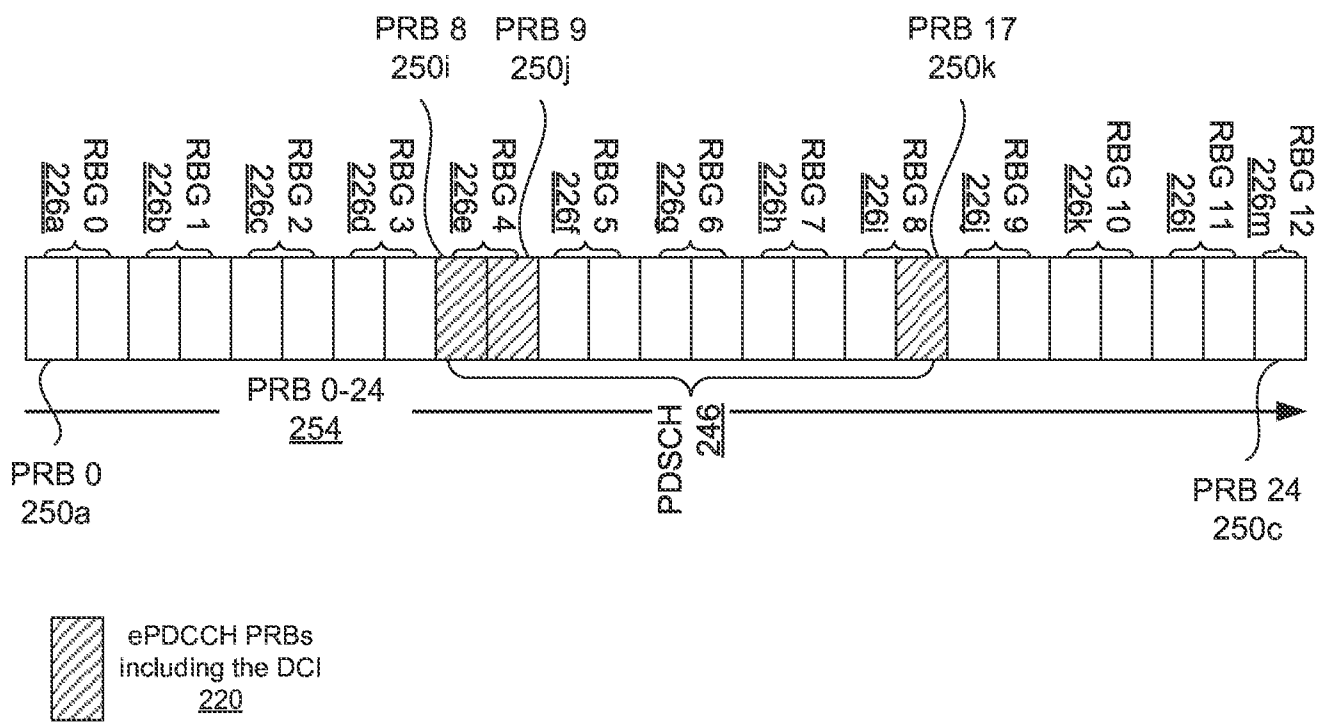 PRB 8
250i
PRB 9
250j
PRB 17
250k
RBG 0
226a
RBG 1
226b
RBG 2
226c
RBG 3
226d
RBG 4
226e
RBG 5
226f
RBG 6
226g
RBG 7
226h
RBG 8
226i
RBG 9
226j
RBG 10
226k
RBG 11
226l
RBG 12
226m
PRB 0-24
254
PDSCH
246
PRB 0
250a
PRB 24
250c
ePDCCH PRBs
including the DCI
220